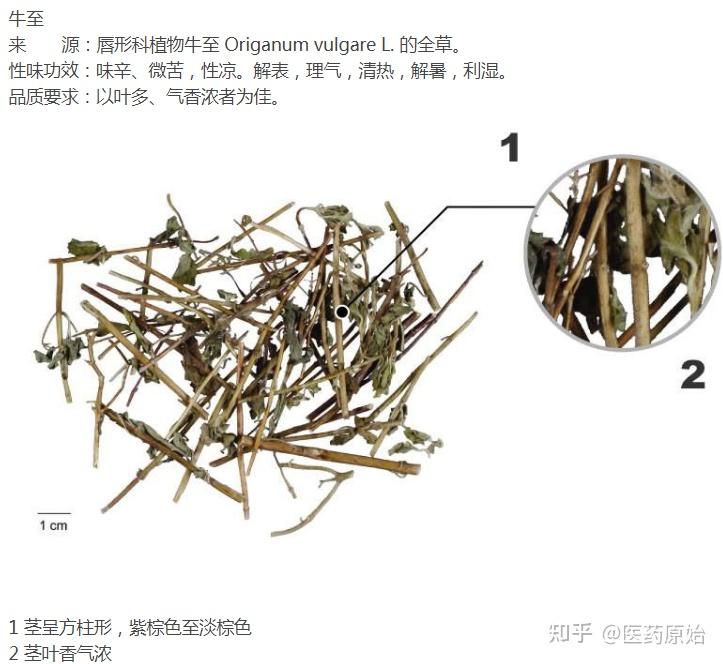 牛至
来　　源：唇形科植物牛至 Origanum vulgare L. 的全草。
性味功效：味辛、微苦，性凉。解表，理气，清热，解暑，利湿。
品质要求：以叶多、气香浓者为佳。
1
2
1 cm
1 茎呈方柱形，紫棕色至淡棕色
2 茎叶香气浓
知乎 @医药原始